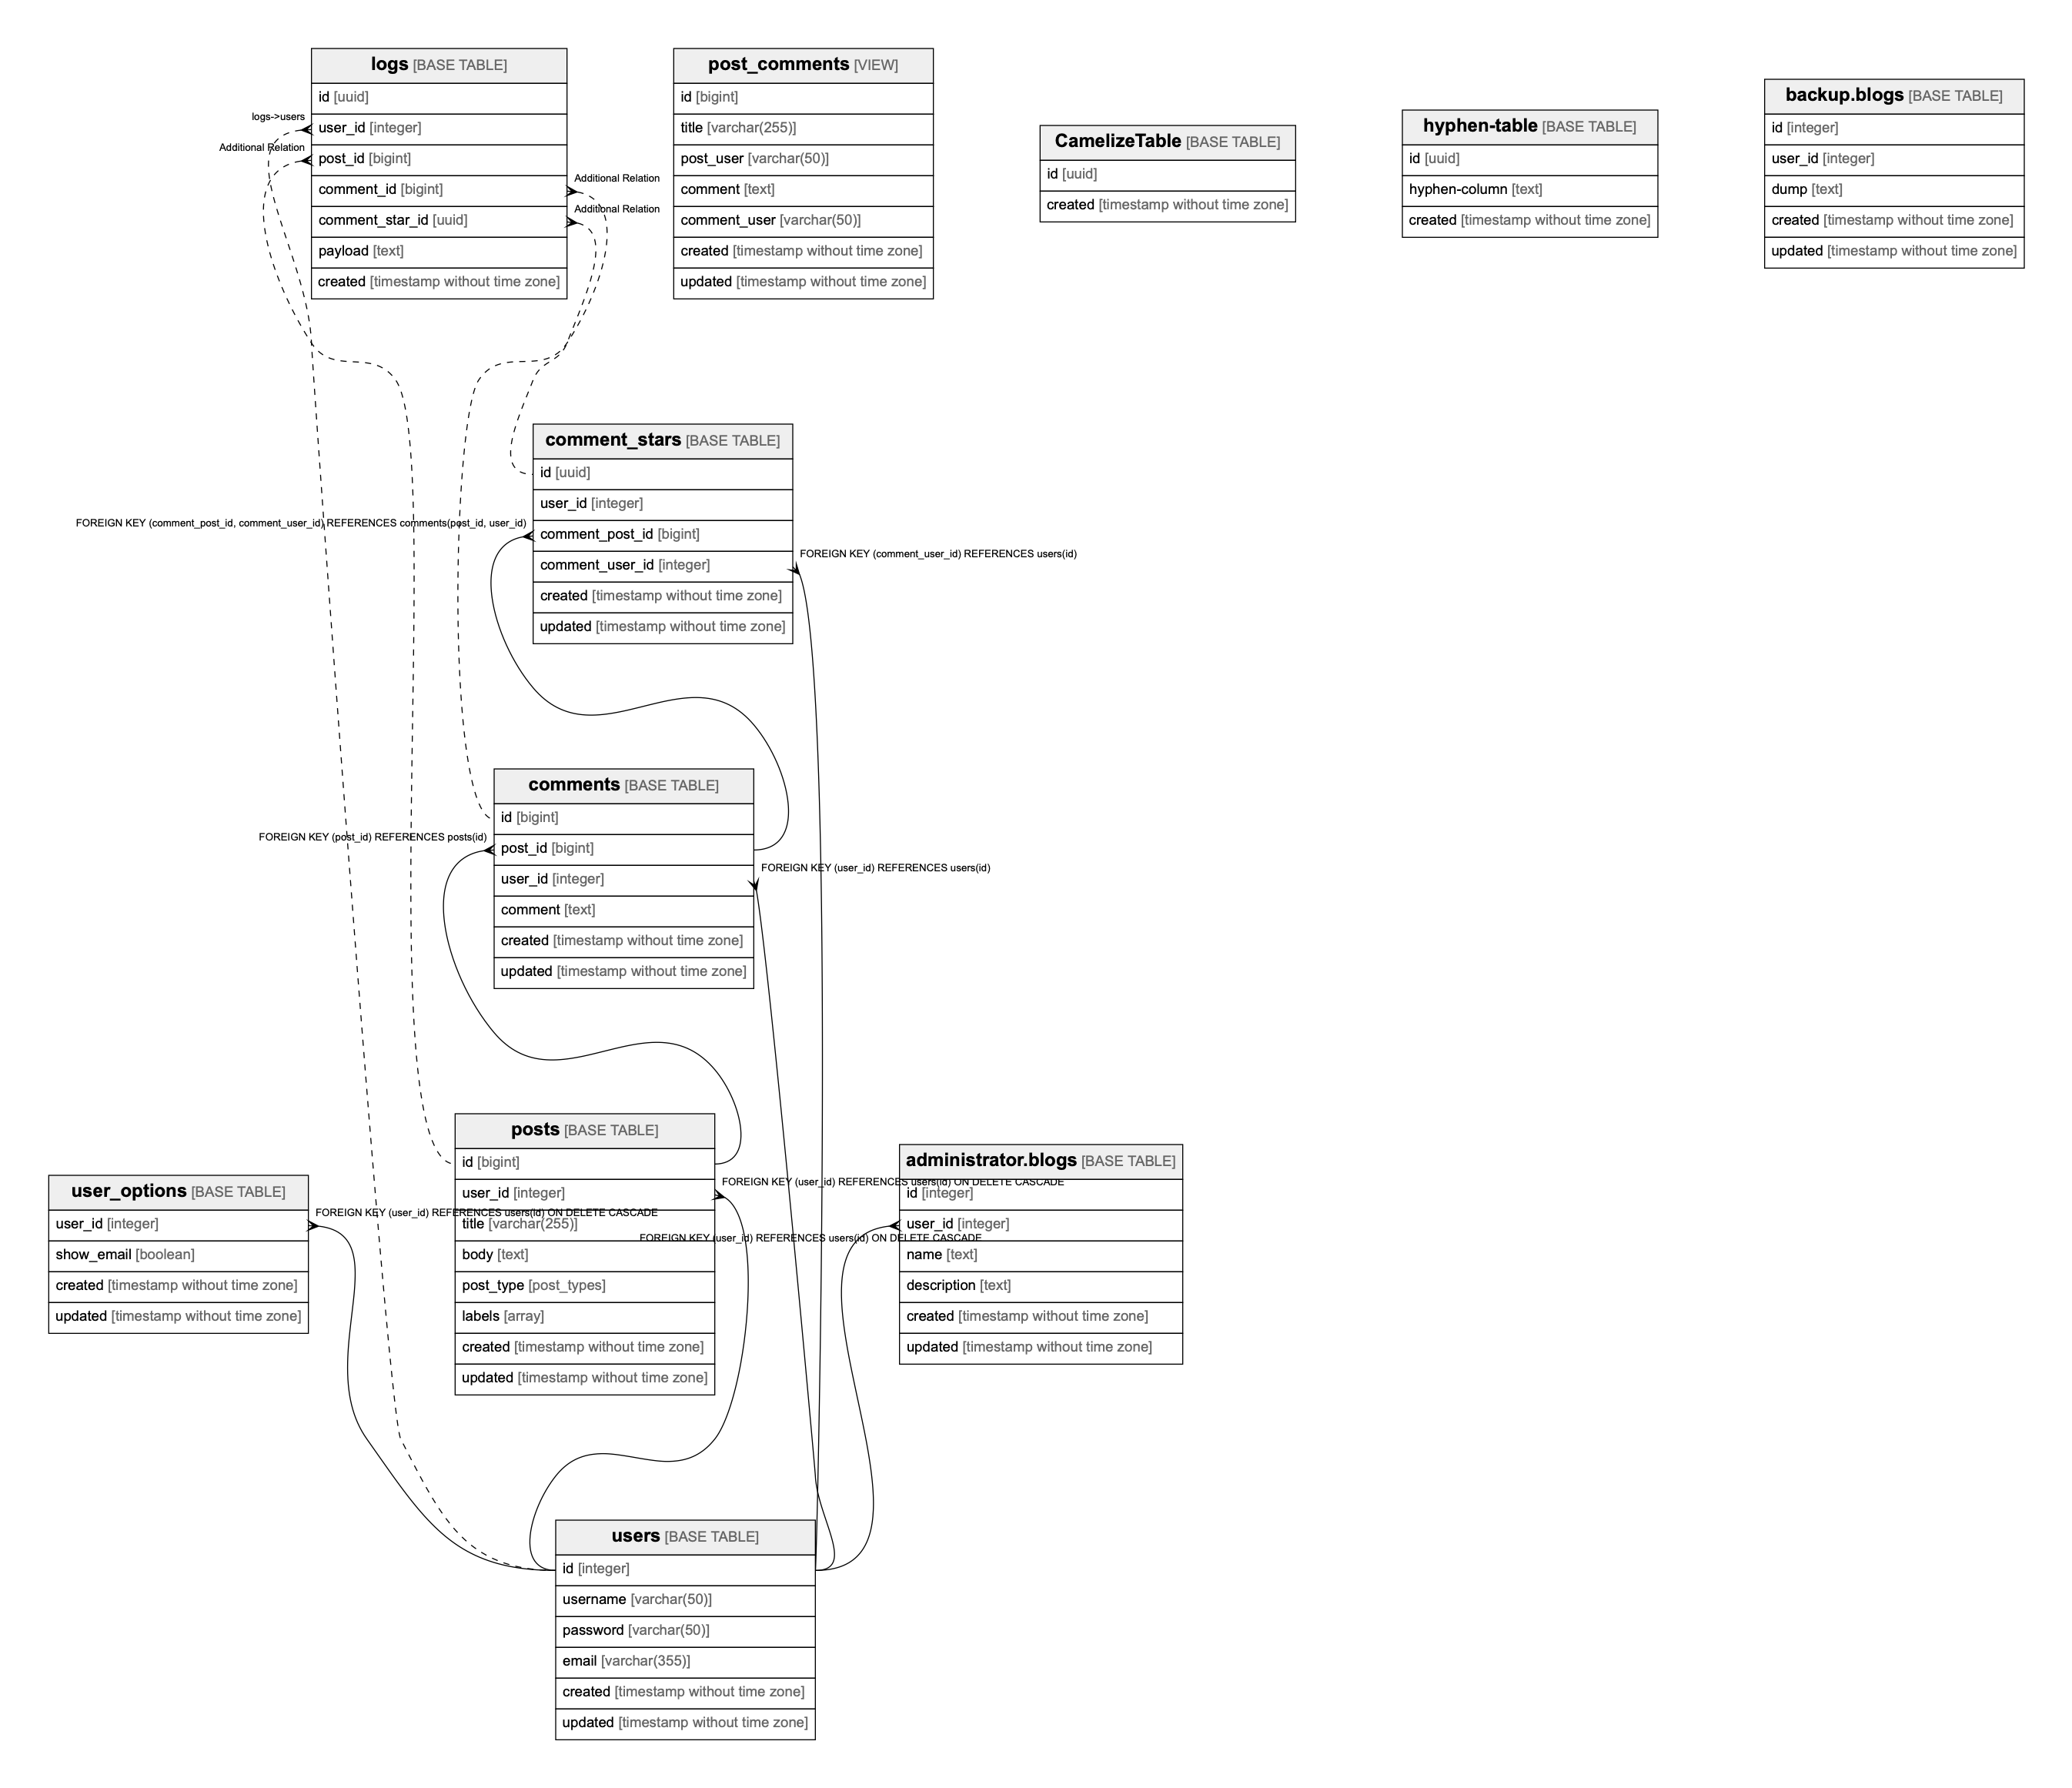 logs [BASE TABLE]
id [uuid]
logs->users
user_id [integer]
Additional Relation
post_id [bigint]
comment_id [bigint]
Additional Relation
comment_star_id [uuid]
Additional Relation
payload [text]
created [timestamp without time zone]
post_comments [VIEW]
id [bigint]
title [varchar(255)]
post_user [varchar(50)]
comment [text]
comment_user [varchar(50)]
created [timestamp without time zone]
updated [timestamp without time zone]
CamelizeTable [BASE TABLE]
id [uuid]
created [timestamp without time zone]
hyphen-table [BASE TABLE]
id [uuid]
hyphen-column [text]
created [timestamp without time zone]
backup.blogs [BASE TABLE]
id [integer]
user_id [integer]
dump [text]
created [timestamp without time zone]
updated [timestamp without time zone]
comment_stars [BASE TABLE]
id [uuid]
user_id [integer]
FOREIGN KEY (comment_post_id, comment_user_id) REFERENCES comments(post_id, user_id)
comment_post_id [bigint]
FOREIGN KEY (comment_user_id) REFERENCES users(id)
comment_user_id [integer]
created [timestamp without time zone]
updated [timestamp without time zone]
comments [BASE TABLE]
id [bigint]
FOREIGN KEY (post_id) REFERENCES posts(id)
post_id [bigint]
FOREIGN KEY (user_id) REFERENCES users(id)
user_id [integer]
comment [text]
created [timestamp without time zone]
updated [timestamp without time zone]
posts [BASE TABLE]
id [bigint]
FOREIGN KEY (user_id) REFERENCES users(id) ON DELETE CASCADE
user_id [integer]
title [varchar(255)]
body [text]
post_type [post_types]
labels [array]
created [timestamp without time zone]
updated [timestamp without time zone]
administrator.blogs [BASE TABLE]
id [integer]
user_id [integer]
FOREIGN KEY (user_id) REFERENCES users(id) ON DELETE CASCADE
name [text]
description [text]
created [timestamp without time zone]
updated [timestamp without time zone]
user_options [BASE TABLE]
FOREIGN KEY (user_id) REFERENCES users(id) ON DELETE CASCADE
user_id [integer]
show_email [boolean]
created [timestamp without time zone]
updated [timestamp without time zone]
users [BASE TABLE]
id [integer]
username [varchar(50)]
password [varchar(50)]
email [varchar(355)]
created [timestamp without time zone]
updated [timestamp without time zone]